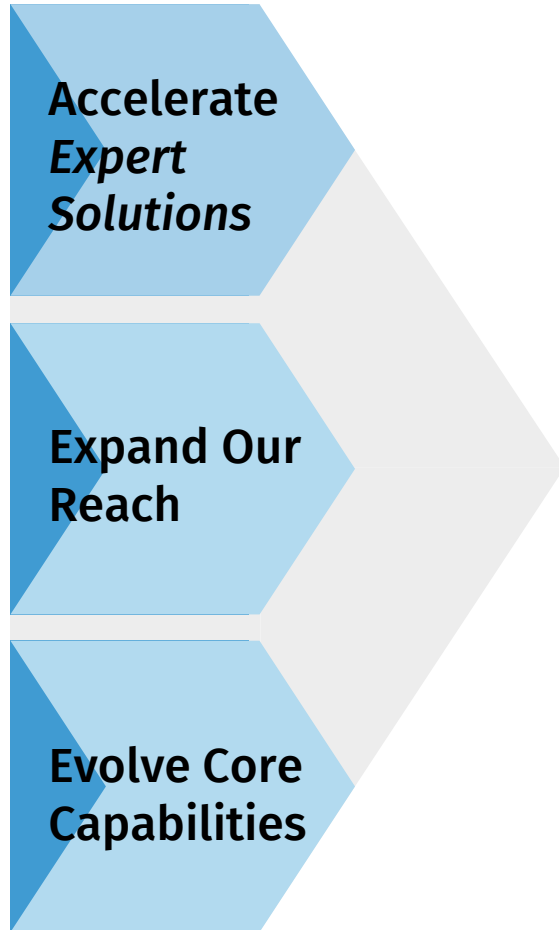 Accelerate
Expert
Solutions
Expand Our
Reach
Evolve Core
Capabilities